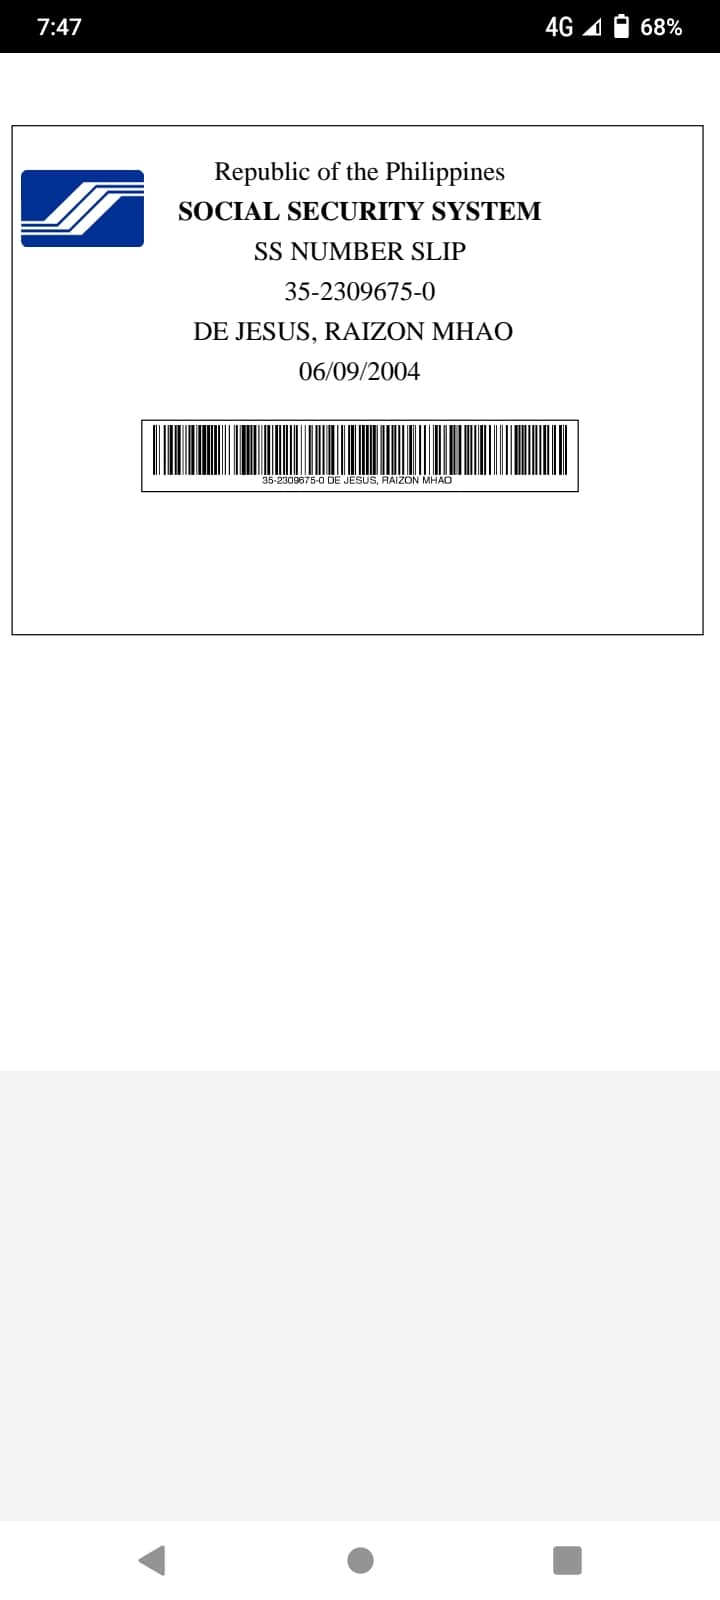 7:47
4G 68%
Republic of the Philippines
SOCIAL SECURITY SYSTEM
SS NUMBER SLIP
35-2309675-0
DE JESUS, RAIZON MHAO
06/09/2004
35-2309675-0 DE JESUS, RAIZON MHAO